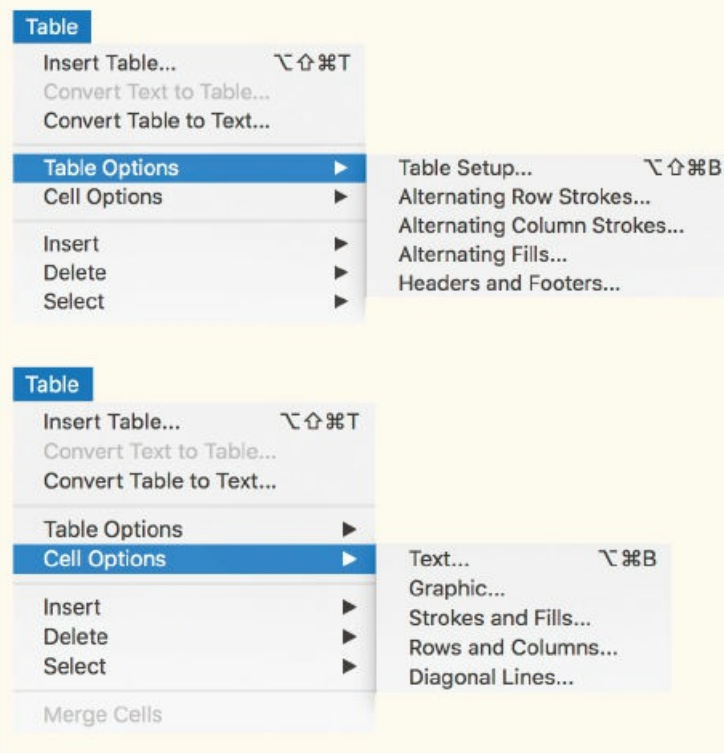 Table
Insert Table... ⌥⇧⌘T
Convert Text to Table...
Convert Table to Text...
Table Options ▶ Table Setup... ⌥⇧⌘B
Cell Options ▶ Alternating Row Strokes...
Alternating Column Strokes...
Insert ▶ Alternating Fills...
Delete ▶ Headers and Footers...
Select ▶
Table
Insert Table... ⌥⇧⌘T
Convert Text to Table...
Convert Table to Text...
Table Options ▶
Cell Options ▶ Text... ⌥⌘B
Graphic...
Insert ▶ Strokes and Fills...
Delete ▶ Rows and Columns...
Select ▶ Diagonal Lines...
Merge Cells